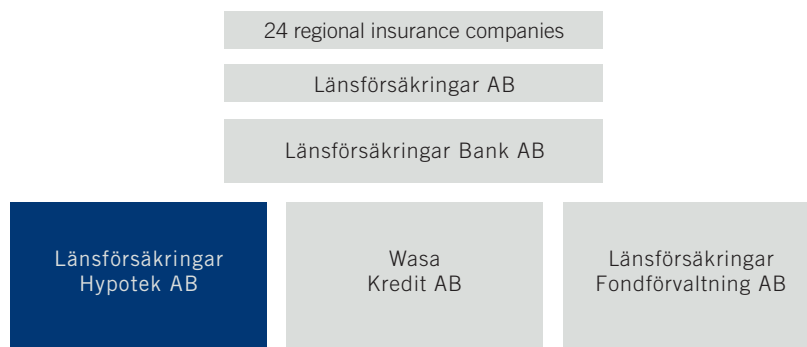 24 regional insurance companies
Länsförsäkringar AB
Länsförsäkringar Bank AB
Länsförsäkringar
Hypotek AB
Wasa
Kredit AB
Länsförsäkringar
Fondförvaltning AB